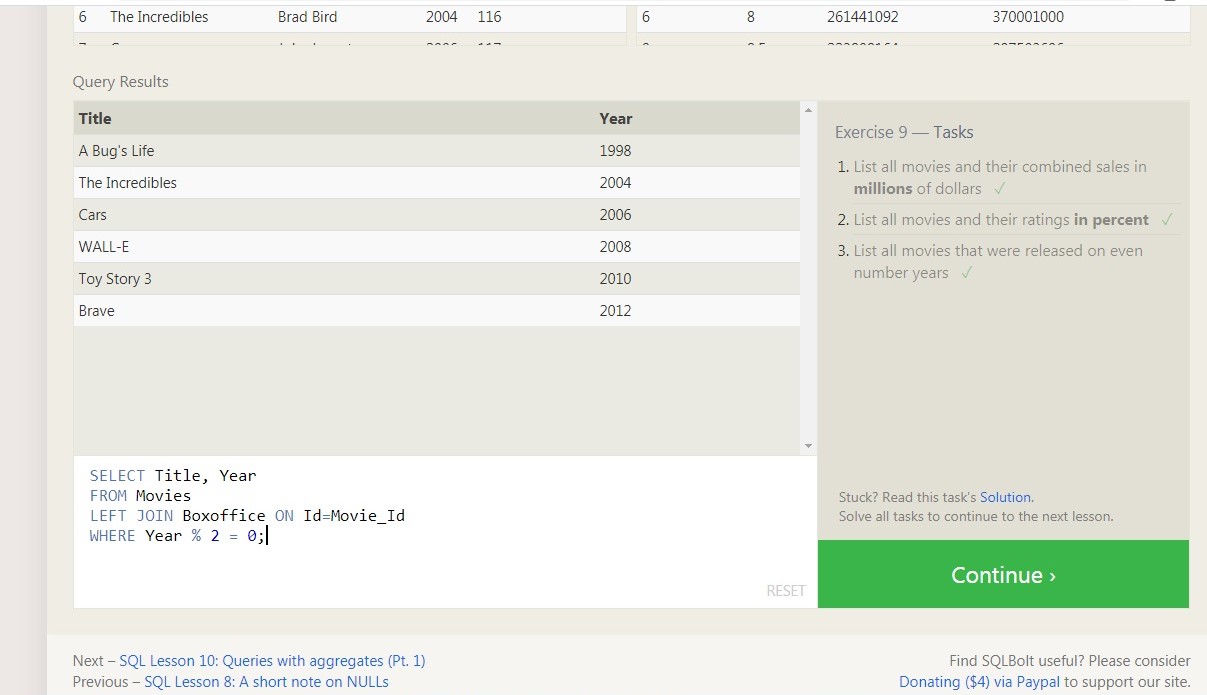 6 The Incredibles Brad Bird 2004 116
6 8 261441092 370001000
Query Results
Title Year
A Bug's Life 1998
The Incredibles 2004
Cars 2006
WALL-E 2008
Toy Story 3 2010
Brave 2012
SELECT Title, Year
FROM Movies
LEFT JOIN Boxoffice ON Id=Movie_Id
WHERE Year % 2 = 0;
RESET
Exercise 9 — Tasks
1. List all movies and their combined sales in
millions of dollars ✓
2. List all movies and their ratings in percent ✓
3. List all movies that were released on even
number years ✓
Stuck? Read this task's Solution.
Solve all tasks to continue to the next lesson.
Continue ›
Next – SQL Lesson 10: Queries with aggregates (Pt. 1)
Previous – SQL Lesson 8: A short note on NULLs
Find SQLBolt useful? Please consider
Donating ($4) via Paypal to support our site.